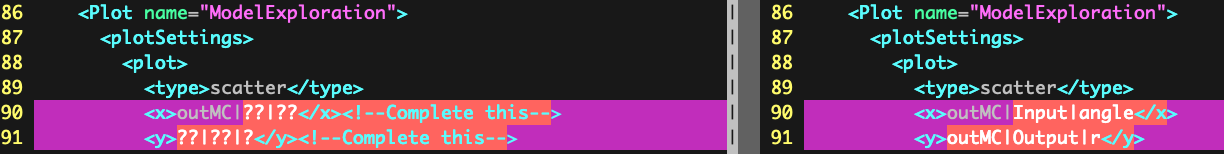 86 <Plot name="ModelExploration">
87 <plotSettings>
88 <plot>
89 <type>scatter</type>
90 <x>outMC|??|??</x><!--Complete this-->
91 <y>??|??|?</y><!--Complete this-->
86 <Plot name="ModelExploration">
87 <plotSettings>
88 <plot>
89 <type>scatter</type>
90 <x>outMC|Input|angle</x>
91 <y>outMC|Output|r</y>